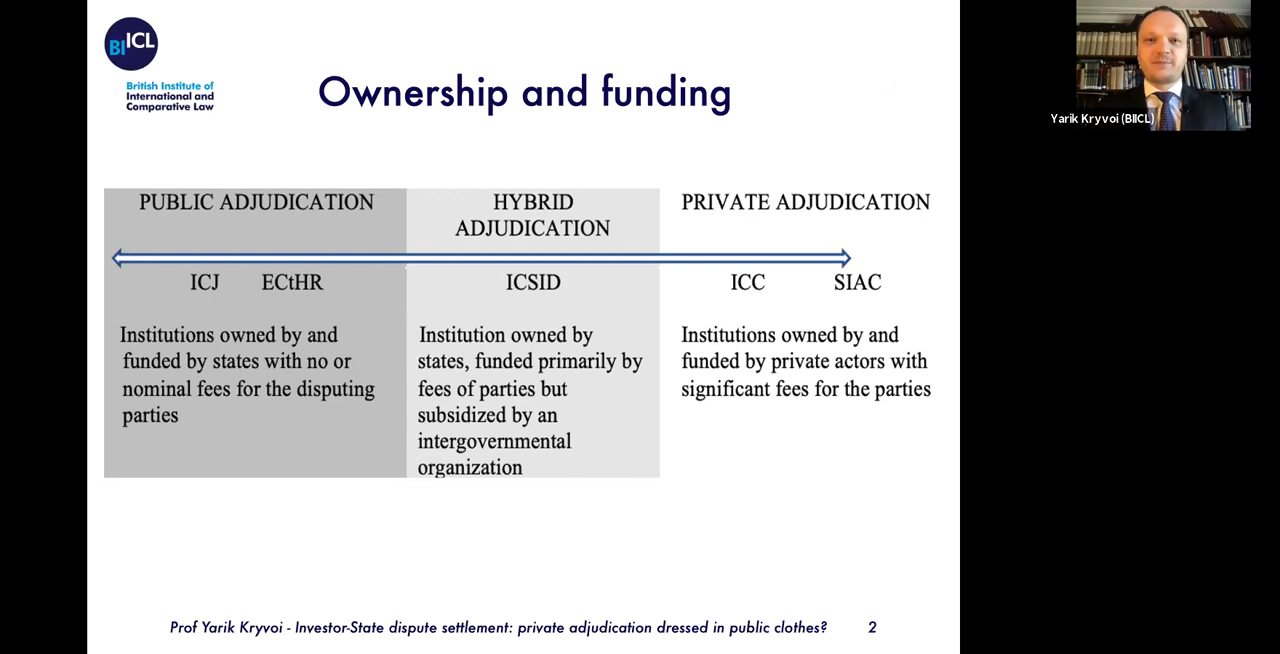 BIICL
British Institute of
International and
Comparative Law
Ownership and funding
Yarik Kryvoi (BIICL)
PUBLIC ADJUDICATION
HYBRID
ADJUDICATION
PRIVATE ADJUDICATION
ICJ
ECtHR
ICSID
ICC
SIAC
Institutions owned by and
funded by states with no or
nominal fees for the disputing
parties
Institution owned by
states, funded primarily by
fees of parties but
subsidized by an
intergovernmental
organization
Institutions owned by and
funded by private actors with
significant fees for the parties
Prof Yarik Kryvoi - Investor-State dispute settlement: private adjudication dressed in public clothes?
2